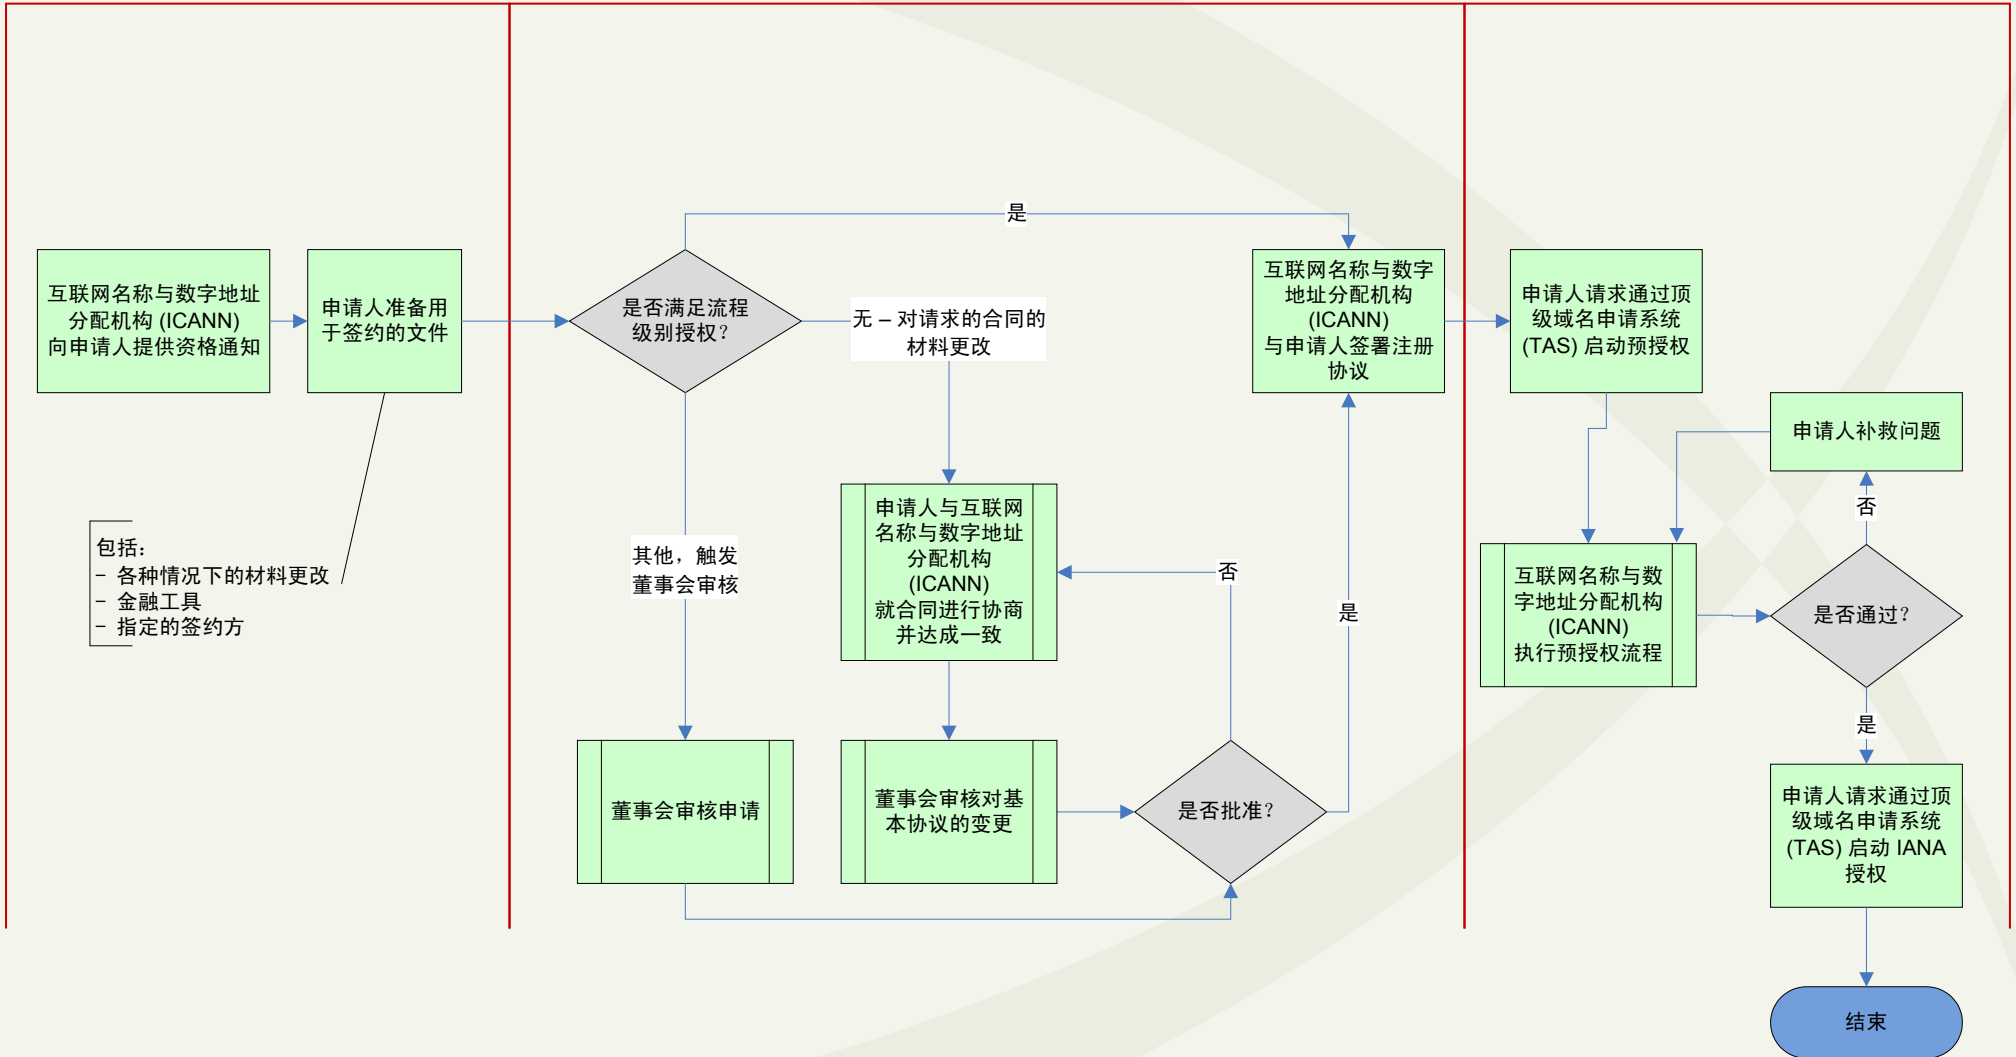 互联网名称与数字地址
分配机构 (ICANN)
向申请人提供资格通知
申请人准备用
于签约的文件
包括：
– 各种情况下的材料更改
– 金融工具
– 指定的签约方
是否满足流程
级别授权？
是
无 – 对请求的合同的
材料更改
其他，触发
董事会审核
董事会审核申请
申请人与互联网
名称与数字地址
分配机构
(ICANN)
就合同进行协商
并达成一致
董事会审核对基
本协议的变更
是否批准？
否
是
互联网名称与数字
地址分配机构
(ICANN)
与申请人签署注册
协议
申请人请求通过顶
级域名申请系统
(TAS) 启动预授权
申请人补救问题
否
互联网名称与数
字地址分配机构
(ICANN)
执行预授权流程
是否通过？
是
申请人请求通过顶
级域名申请系统
(TAS) 启动 IANA
授权
结束